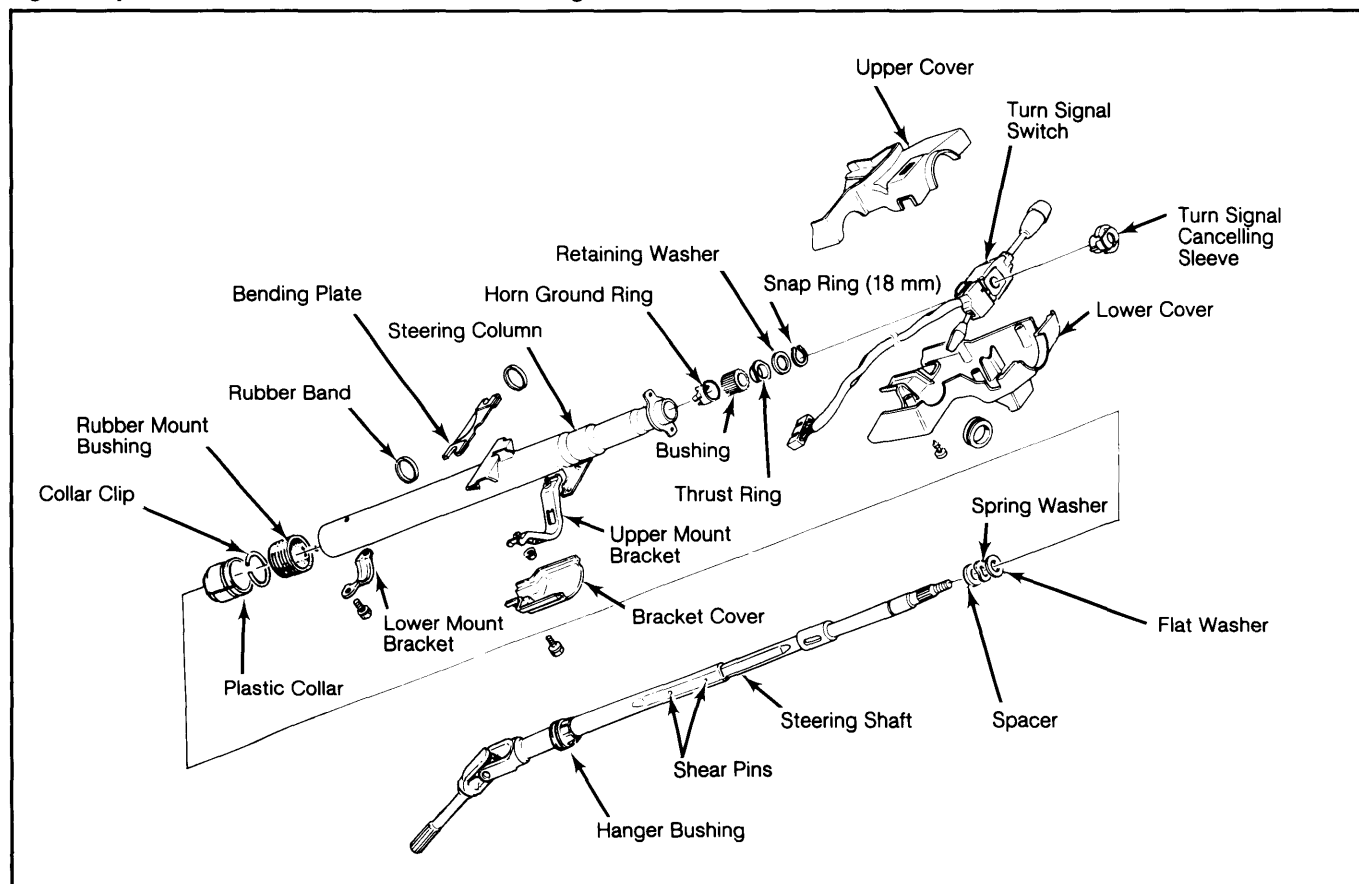 Upper Cover
Turn Signal
Switch
Turn Signal
Cancelling
Sleeve
Retaining Washer
Snap Ring (18 mm)
Horn Ground Ring
Bending Plate
Steering Column
Lower Cover
Rubber Band
Rubber Mount
Bushing
Bushing
Collar Clip
Thrust Ring
Spring Washer
Upper Mount
Bracket
Lower Mount
Bracket
Bracket Cover
Flat Washer
Plastic Collar
Steering Shaft
Spacer
Shear Pins
Hanger Bushing